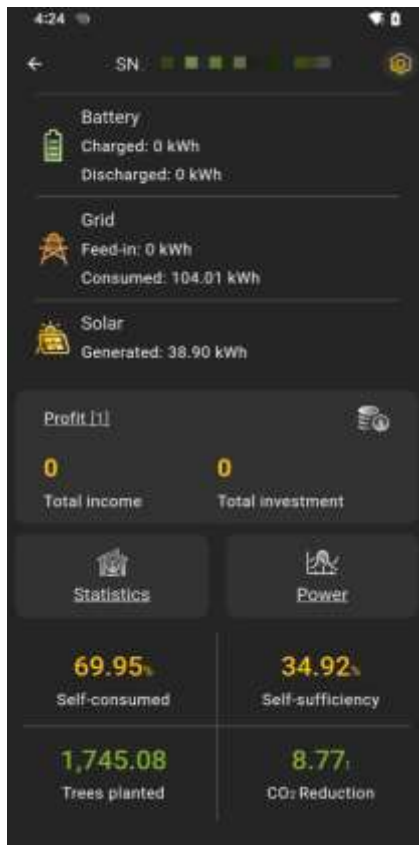 4:24
SN.
Battery
Charged: 0 kWh
Discharged: 0 kWh
Grid
Feed-in: 0 kWh
Consumed: 104.01 kWh
Solar
Generated: 38.90 kWh
Profit [1]
0
0
Total income
Total investment
Statistics
Power
69.95%
34.92%
Self-consumed
Self-sufficiency
1,745.08
8.77t
Trees planted
CO₂ Reduction